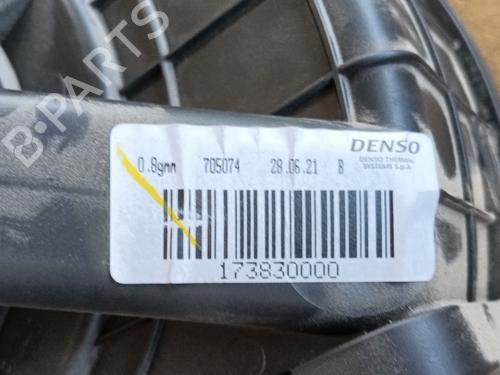 B-PARTS
0.8gmm 705074 28.06.21 B
DENSO
DENSO THERMAL
SYSTEMS S.p.A.
173830000